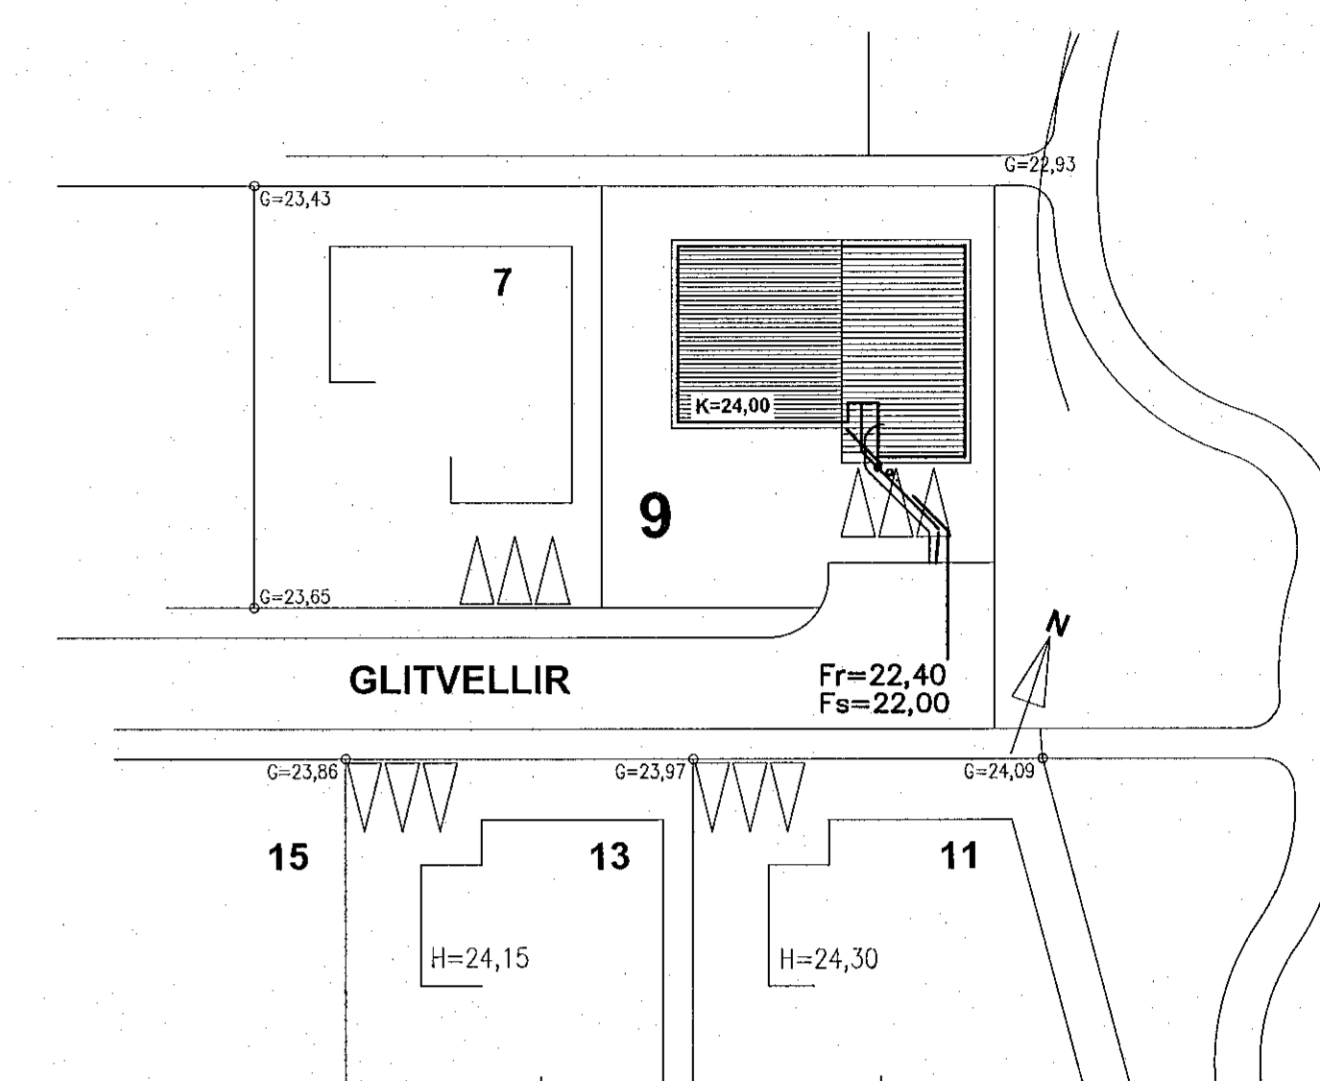 G=22,93
G=23,43
7
K=24,00
9
G=23,65
N
GLITVELLIR
Fr=22,40
Fs=22,00
G=23,86
G=23,97
G=24,09
15
13
11
H=24,15
H=24,30